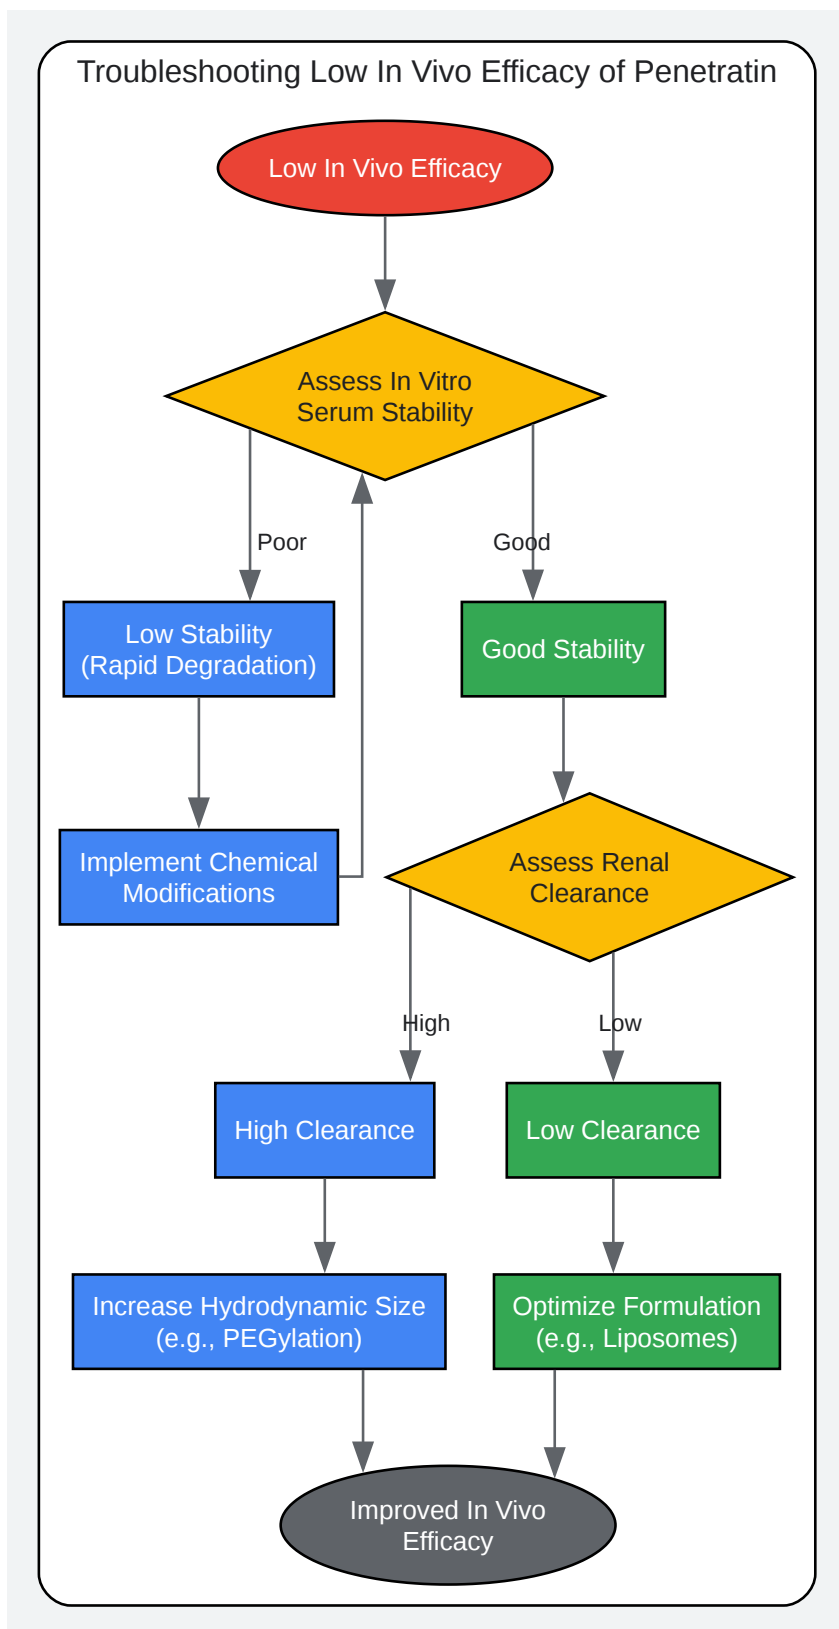 Troubleshooting Low In Vivo Efficacy of Penetratin
Low In Vivo Efficacy
Assess In Vitro
Serum Stability
Poor
Good
Low Stability
(Rapid Degradation)
Good Stability
Implement Chemical
Modifications
Assess Renal
Clearance
High
Low
High Clearance
Low Clearance
Increase Hydrodynamic Size
(e.g., PEGylation)
Optimize Formulation
(e.g., Liposomes)
Improved In Vivo
Efficacy